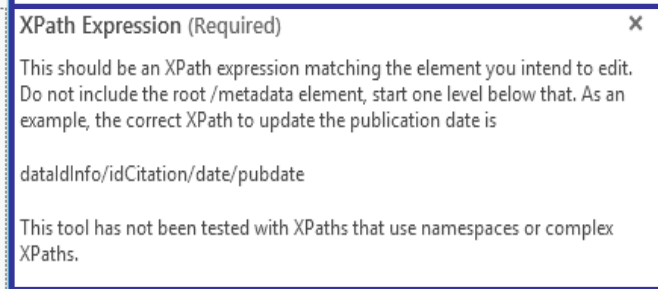 XPath Expression (Required)
This should be an XPath expression matching the element you intend to edit.
Do not include the root /metadata element, start one level below that. As an
example, the correct XPath to update the publication date is
dataIdInfo/idCitation/date/pubdate
This tool has not been tested with XPaths that use namespaces or complex
XPaths.